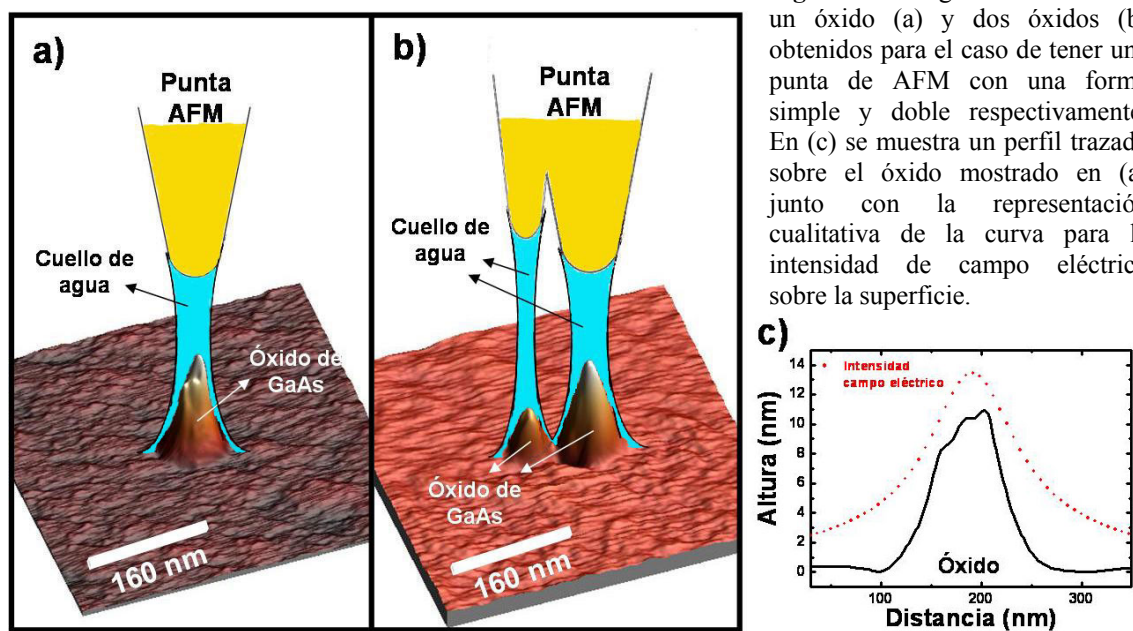 a)
Punta
AFM
Cuello de
agua
Óxido de
GaAs
160 nm
b)
Punta
AFM
Cuello de
agua
Óxido de
GaAs
160 nm
un óxido (a) y dos óxidos (b
obtenidos para el caso de tener un
punta de AFM con una form
simple y doble respectivamente
En (c) se muestra un perfil trazad
sobre el óxido mostrado en (a
junto con la representació
cualitativa de la curva para l
intensidad de campo eléctric
sobre la superficie.
c)
Intensidad
campo eléctrico
Altura (nm)
14
12
10
8
6
4
2
0
Óxido
100 200 300
Distancia (nm)